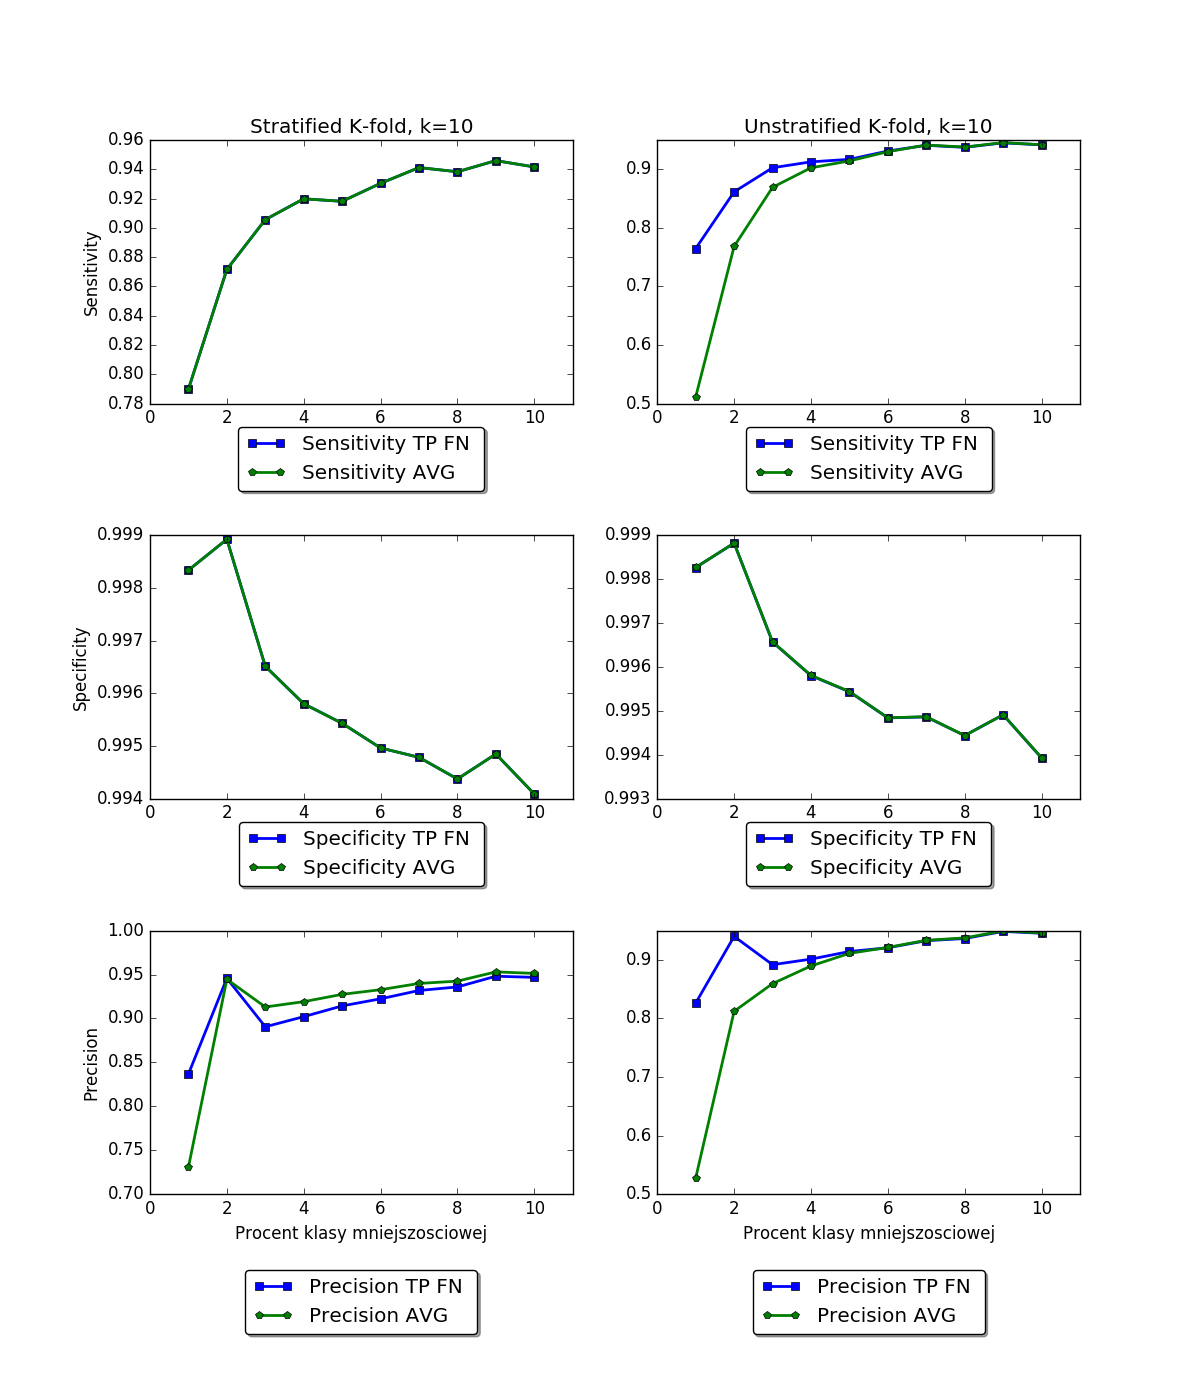 Stratified K-fold, k=10
0.96
0.94
0.92
0.90
0.88
0.86
0.84
0.82
0.80
0.78
Sensitivity
0 2 4 6 8 10
Sensitivity TP FN
Sensitivity AVG
Unstratified K-fold, k=10
0.9
0.8
0.7
0.6
0.5
0 2 4 6 8 10
Sensitivity TP FN
Sensitivity AVG
0.999
0.998
0.997
0.996
0.995
0.994
Specificity
0 2 4 6 8 10
Specificity TP FN
Specificity AVG
0.999
0.998
0.997
0.996
0.995
0.994
0.993
0 2 4 6 8 10
Specificity TP FN
Specificity AVG
1.00
0.95
0.90
0.85
0.80
0.75
0.70
Precision
0 2 4 6 8 10
Procent klasy mniejszosciowej
Precision TP FN
Precision AVG
0.9
0.8
0.7
0.6
0.5
0 2 4 6 8 10
Procent klasy mniejszosciowej
Precision TP FN
Precision AVG